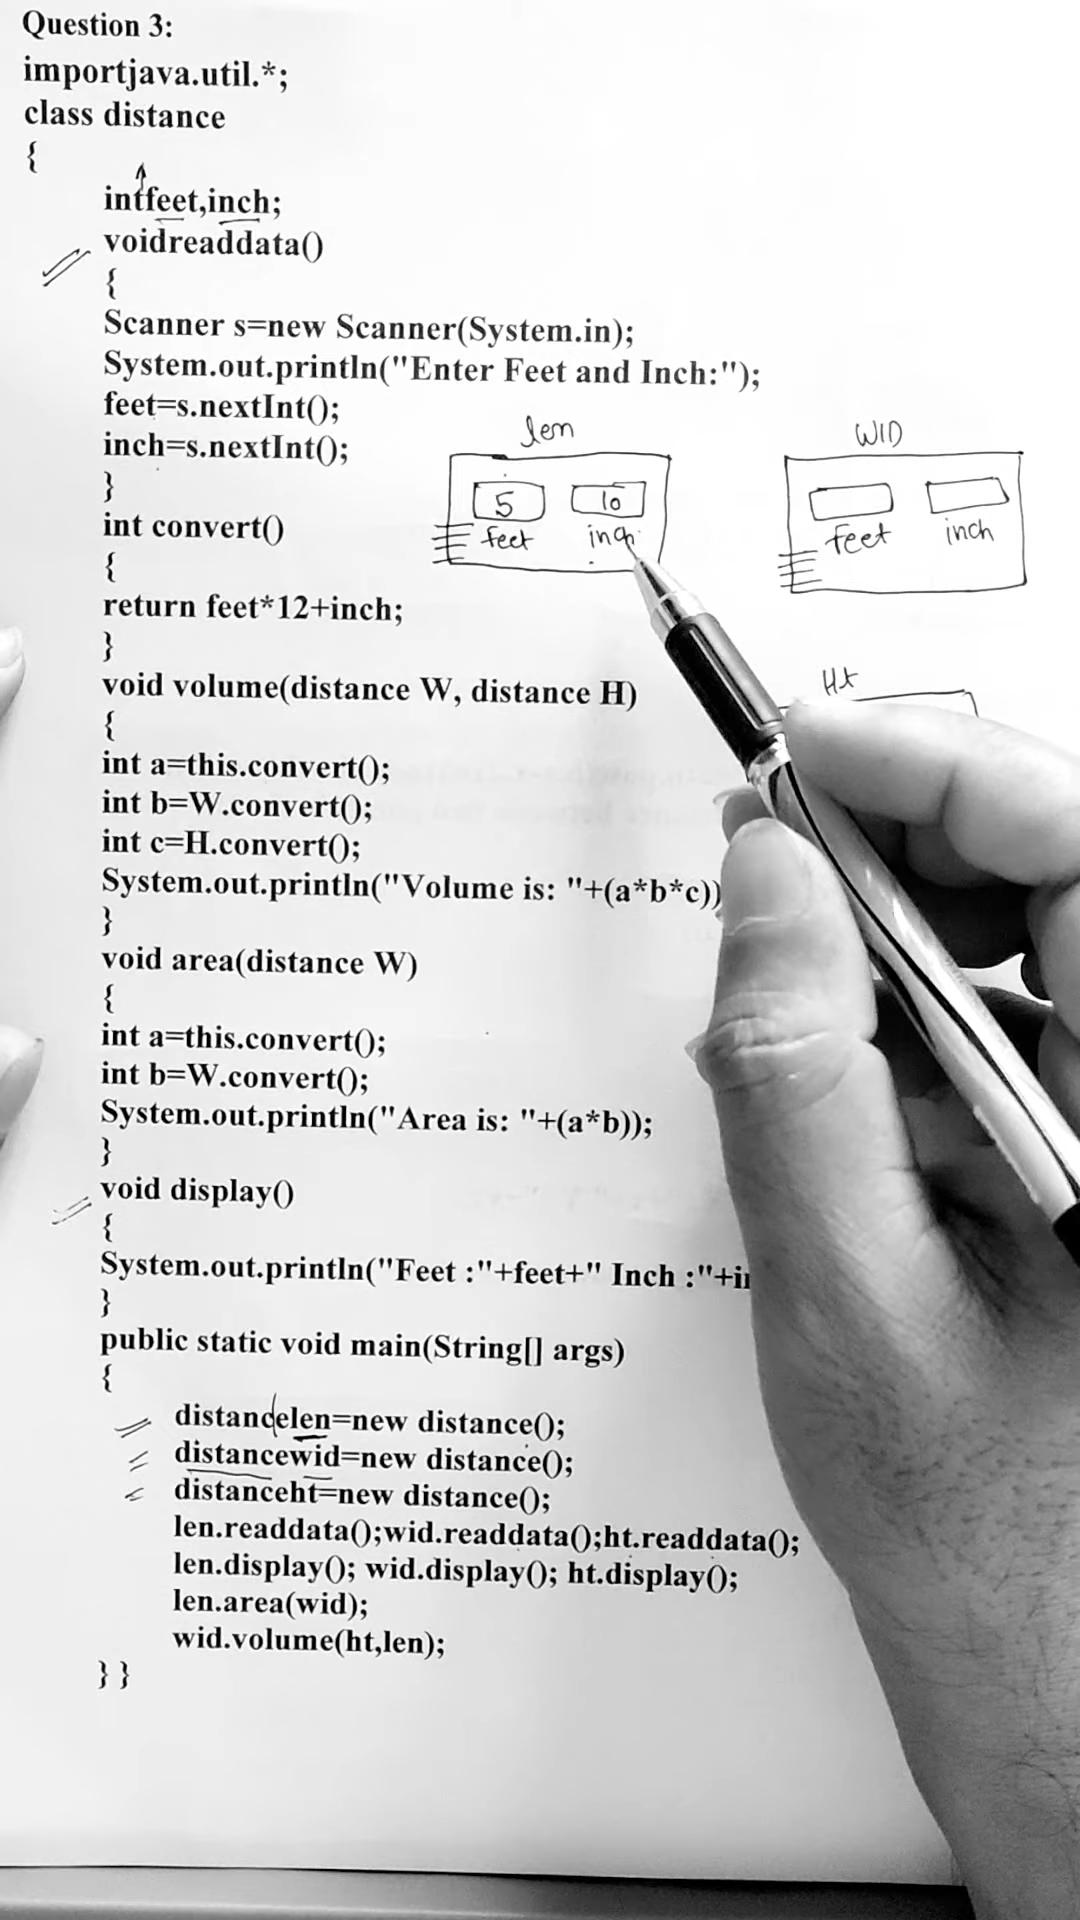 Question 3:
importjava.util.*;
class distance
{
intfeet,inch;
voidreaddata()
{
Scanner s=new Scanner(System.in);
System.out.println("Enter Feet and Inch:");
feet=s.nextInt();
inch=s.nextInt();
}
int convert()
{
return feet*12+inch;
}
void volume(distance W, distance H)
{
int a=this.convert();
int b=W.convert();
int c=H.convert();
System.out.println("Volume is: "+(a*b*c))
}
void area(distance W)
{
int a=this.convert();
int b=W.convert();
System.out.println("Area is: "+(a*b));
}
void display()
{
System.out.println("Feet :"+feet+" Inch :"+i
}
public static void main(String[] args)
{
distancelen=new distance();
distancewid=new distance();
distanceht=new distance();
len.readdata();wid.readdata();ht.readdata();
len.display(); wid.display(); ht.display();
len.area(wid);
wid.volume(ht,len);
} }
len
5 10
feet inch
WID
feet inch
Ht